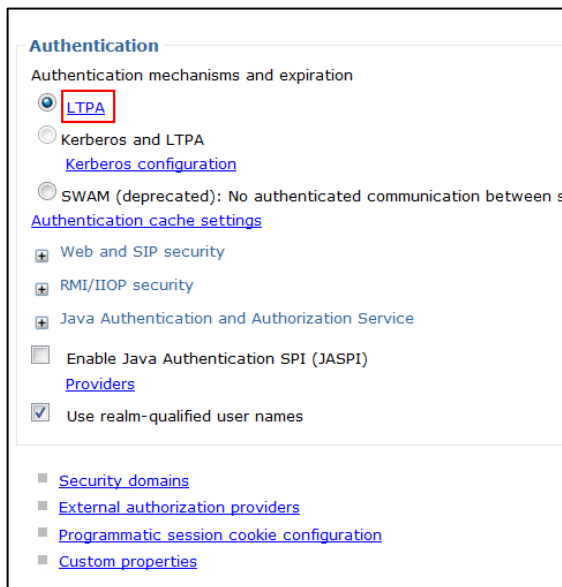 Authentication
Authentication mechanisms and expiration
LTPA
Kerberos and LTPA
Kerberos configuration
SWAM (deprecated): No authenticated communication between s
Authentication cache settings
Web and SIP security
RMI/IIOP security
Java Authentication and Authorization Service
Enable Java Authentication SPI (JASPI)
Providers
Use realm-qualified user names
Security domains
External authorization providers
Programmatic session cookie configuration
Custom properties